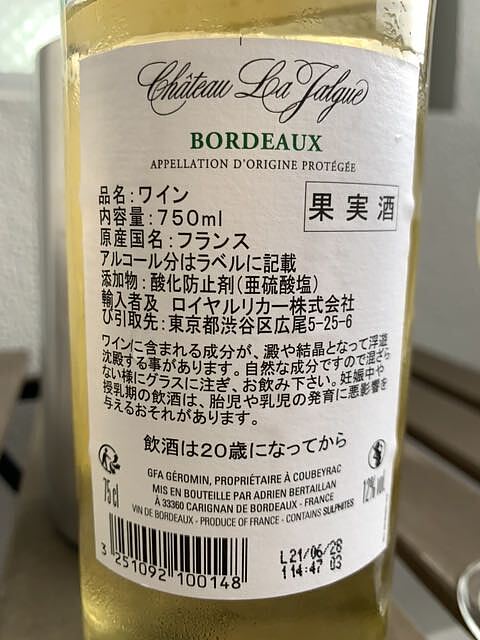 Château La Jalgue
BORDEAUX
APPELLATION D'ORIGINE PROTÉGÉE
品名:ワイン
果実酒
内容量:750ml
原産国名:フランス
アルコール分はラベルに記載
添加物:酸化防止剤(亜硫酸塩)
輸入者及 ロイヤルリカー株式会社
び引取先:東京都渋谷区広尾5-25-6
ワインに含まれる成分が、澱や結晶となって浮遊
沈殿する事があります。自然な成分ですので混ざら
ない様にグラスに注ぎ、お飲み下さい。妊娠中や
授乳期の飲酒は、胎児や乳児の発育に悪影響を
与えるおそれがあります。
飲酒は20歳になってから
GFA GÉROMIN, PROPRIÉTAIRE À COUBEYRAC
MIS EN BOUTEILLE PAR ADRIEN BERTAILLAN
À 33360 CARIGNAN DE BORDEAUX - FRANCE
VIN DE BORDEAUX - PRODUCE OF FRANCE - CONTAINS SULPHITES
75 cl
12% vol.
3 251092 100148
L21/06/28
114:47 03